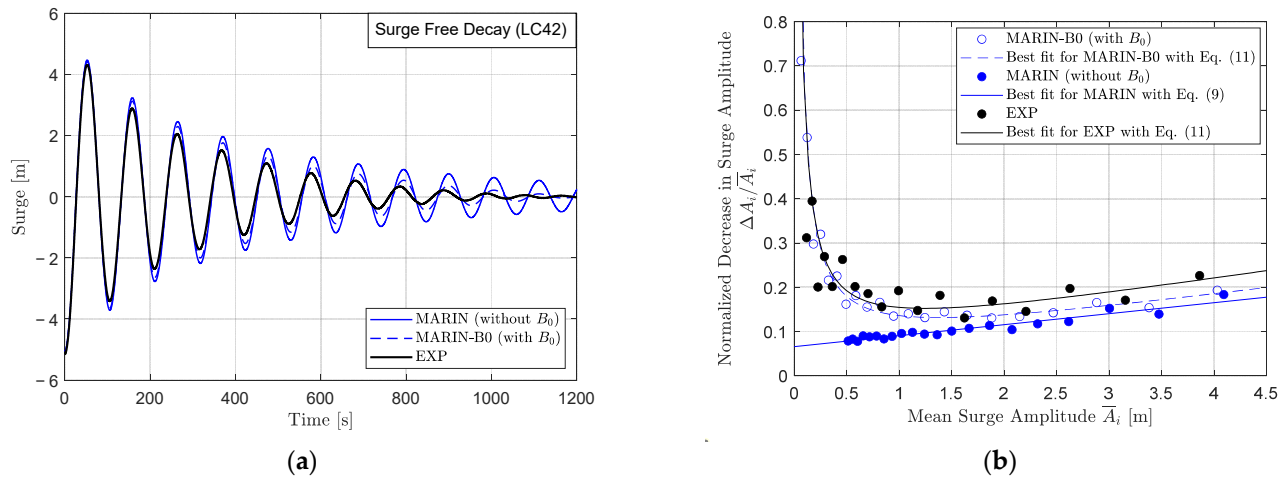 Surge Free Decay (LC42)
6
4
2
0
−2
−4
−6
Surge [m]
MARIN (without B₀)
MARIN-B0 (with B₀)
EXP
0 200 400 600 800 1000 1200
Time [s]
(a)
0.8
0.7
0.6
0.5
0.4
0.3
0.2
0.1
0
Normalized Decrease in Surge Amplitude
ΔA̅ᵢ/A̅ᵢ
MARIN-B0 (with B₀)
Best fit for MARIN-B0 with Eq. (11)
MARIN (without B₀)
Best fit for MARIN with Eq. (9)
EXP
Best fit for EXP with Eq. (11)
0 0.5 1 1.5 2 2.5 3 3.5 4 4.5
Mean Surge Amplitude A̅ᵢ [m]
(b)